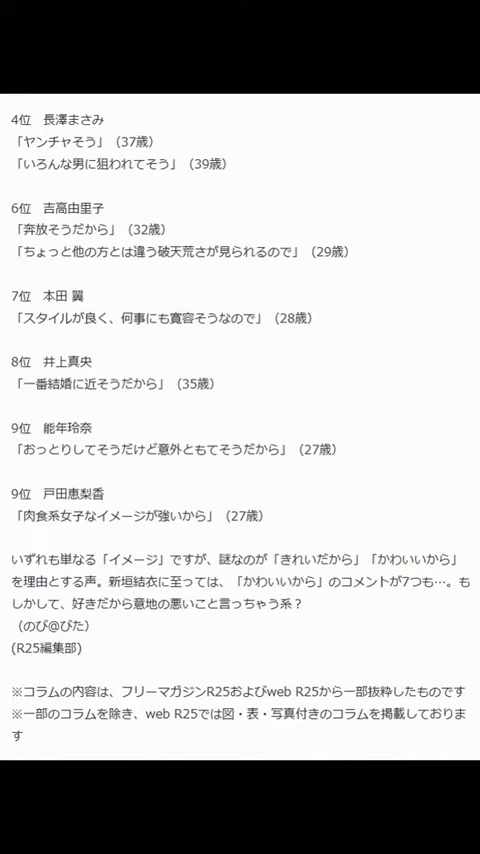 4位　長澤まさみ
「ヤンチャそう」（37歳）
「いろんな男に狙われてそう」（39歳）
6位　吉高由里子
「奔放そうだから」（32歳）
「ちょっと他の方とは違う破天荒さが見られるので」（29歳）
7位　本田 翼
「スタイルが良く、何事にも寛容そうなので」（28歳）
8位　井上真央
「一番結婚に近そうだから」（35歳）
9位　能年玲奈
「おっとりしてそうだけど意外ともてそうだから」（27歳）
9位　戸田恵梨香
「肉食系女子なイメージが強いから」（27歳）
いずれも単なる「イメージ」ですが、謎なのが「きれいだから」「かわいいから」
を理由とする声。新垣結衣に至っては、「かわいいから」のコメントが7つも…。も
しかして、好きだから意地の悪いこと言っちゃう系？
（のび@びた）
(R25編集部)
※コラムの内容は、フリーマガジンR25およびweb R25から一部抜粋したものです
※一部のコラムを除き、web R25では図・表・写真付きのコラムを掲載しておりま
す